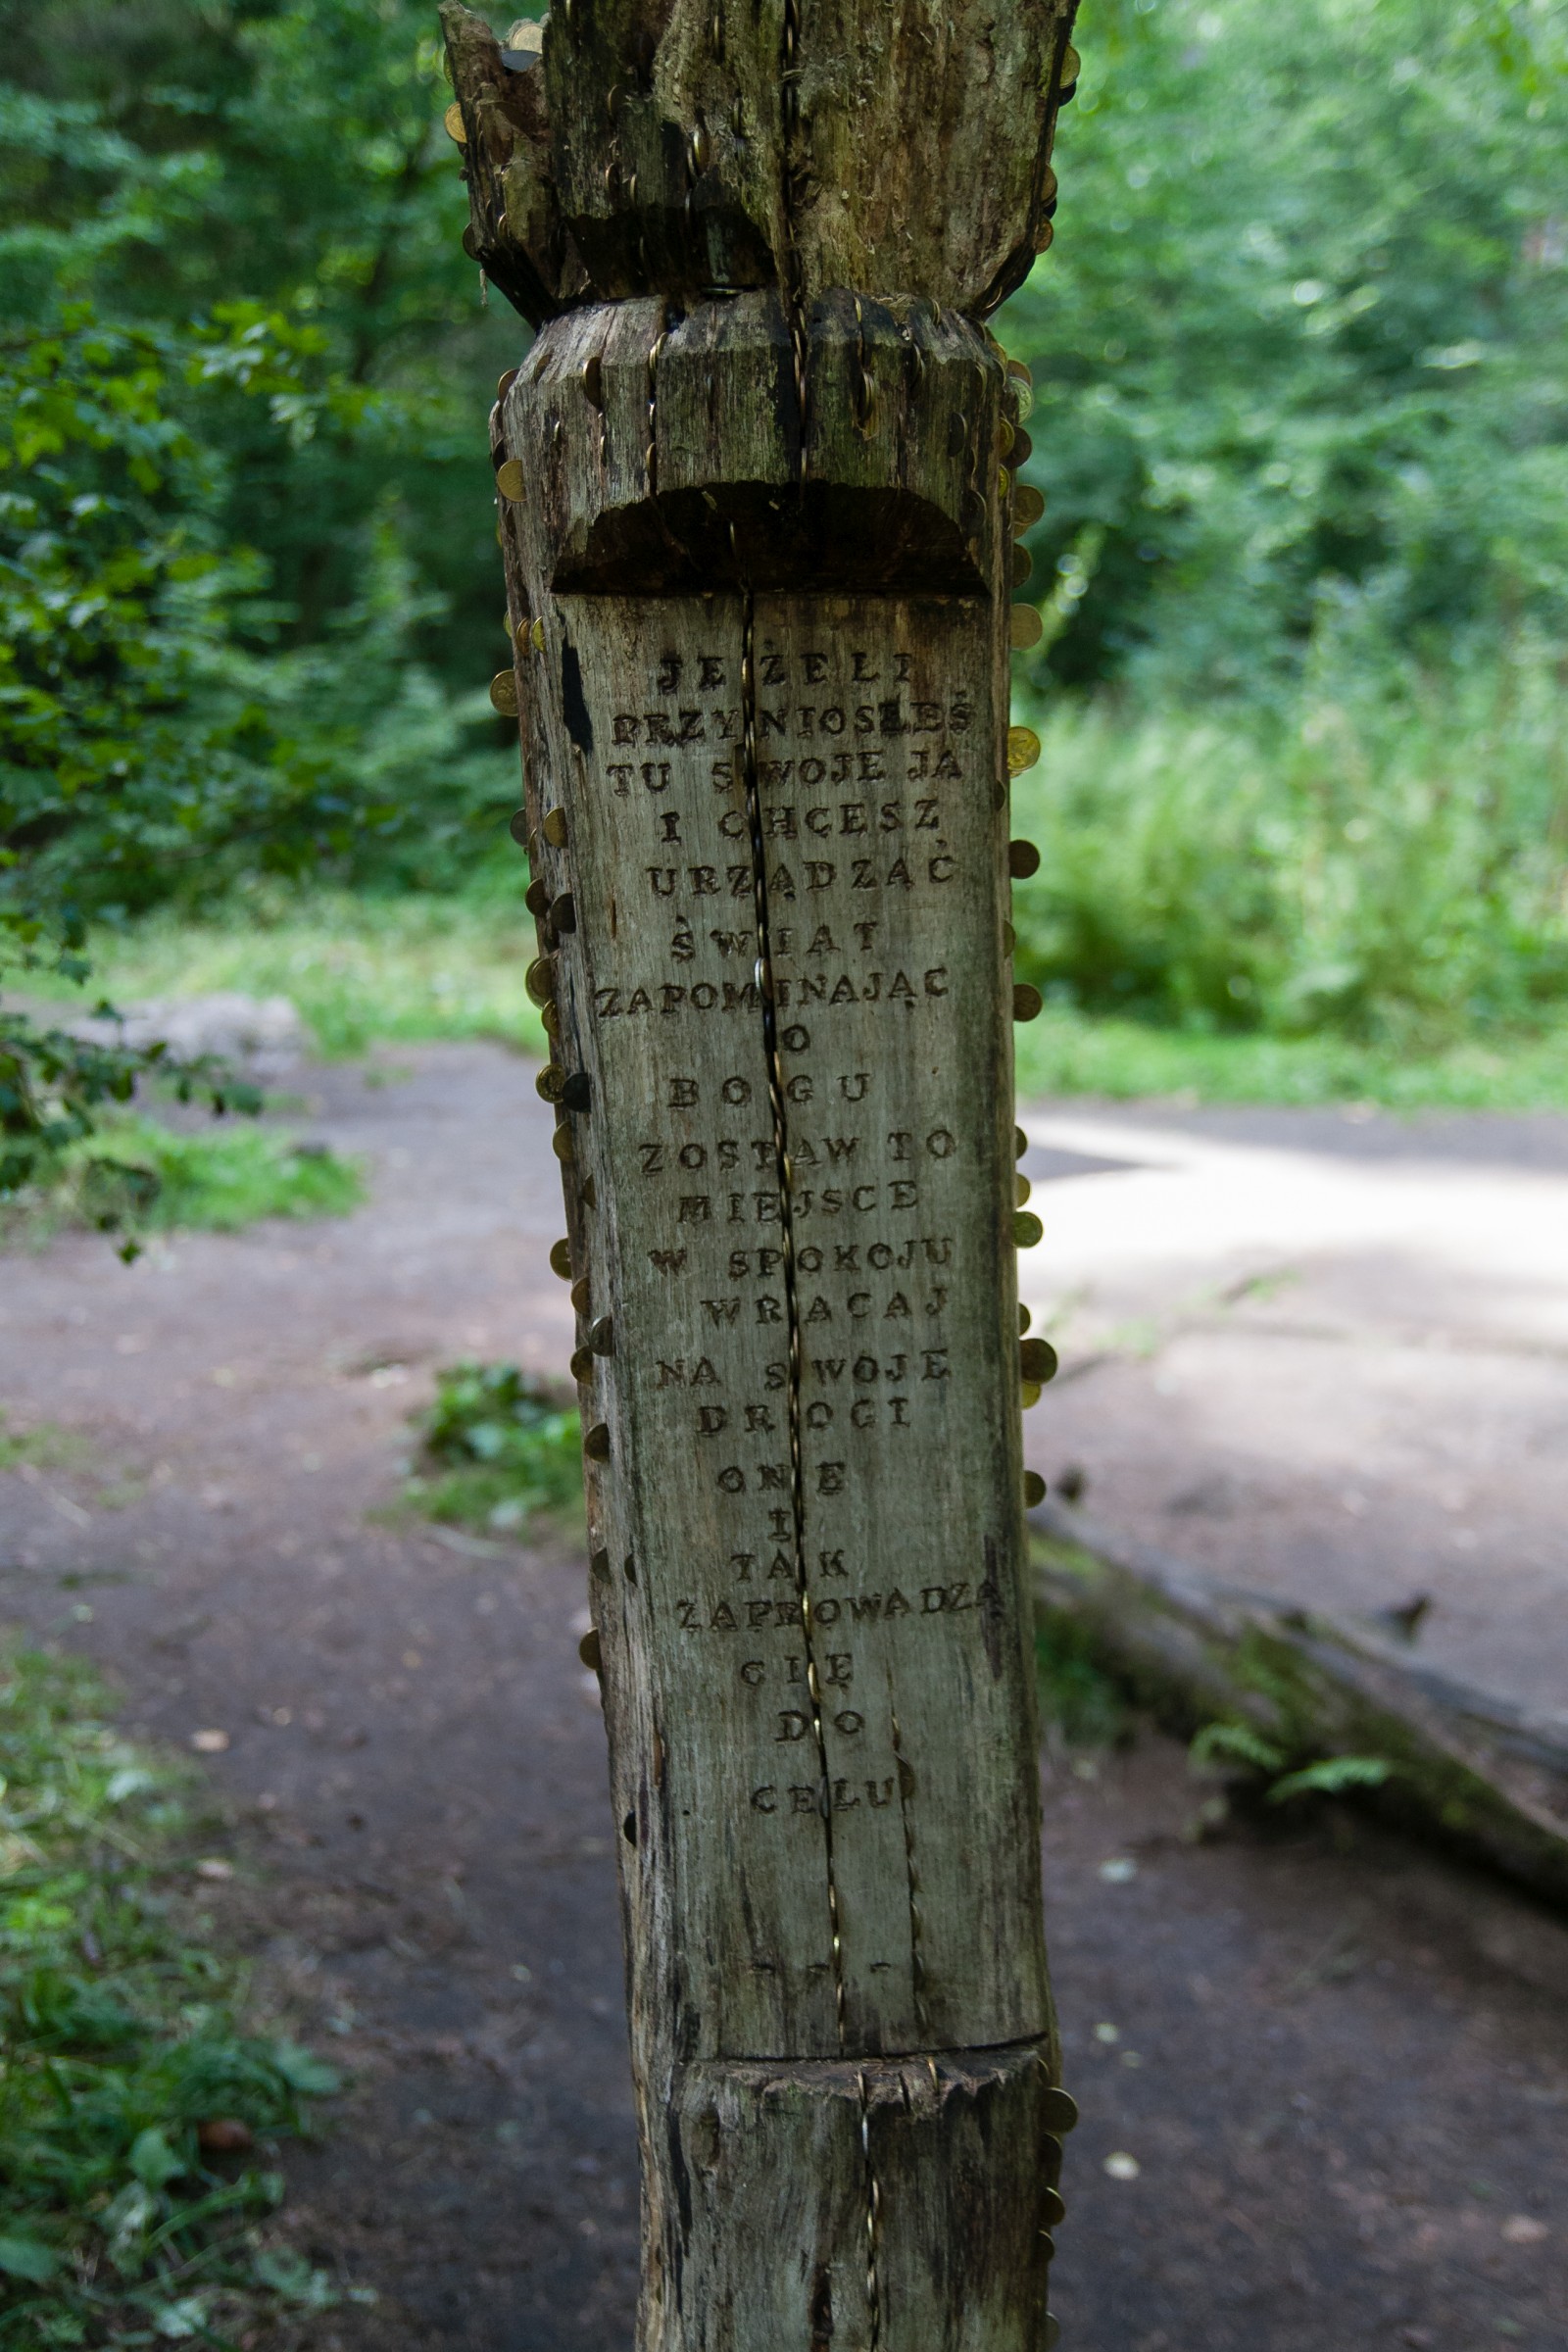 JEŻELI
PRZYNIOSŁEŚ
TU SWOJE JA
I CHCESZ
URZĄDZAĆ
ŚWIAT
ZAPOMINAJĄC
O
BOGU
ZOSTAW TO
MIEJSCE
W SPOKOJU
WRACAJ
NA SWOJE
DROGI
ONE
I
TAK
ZAPROWADZĄ
CIĘ
DO
CELU